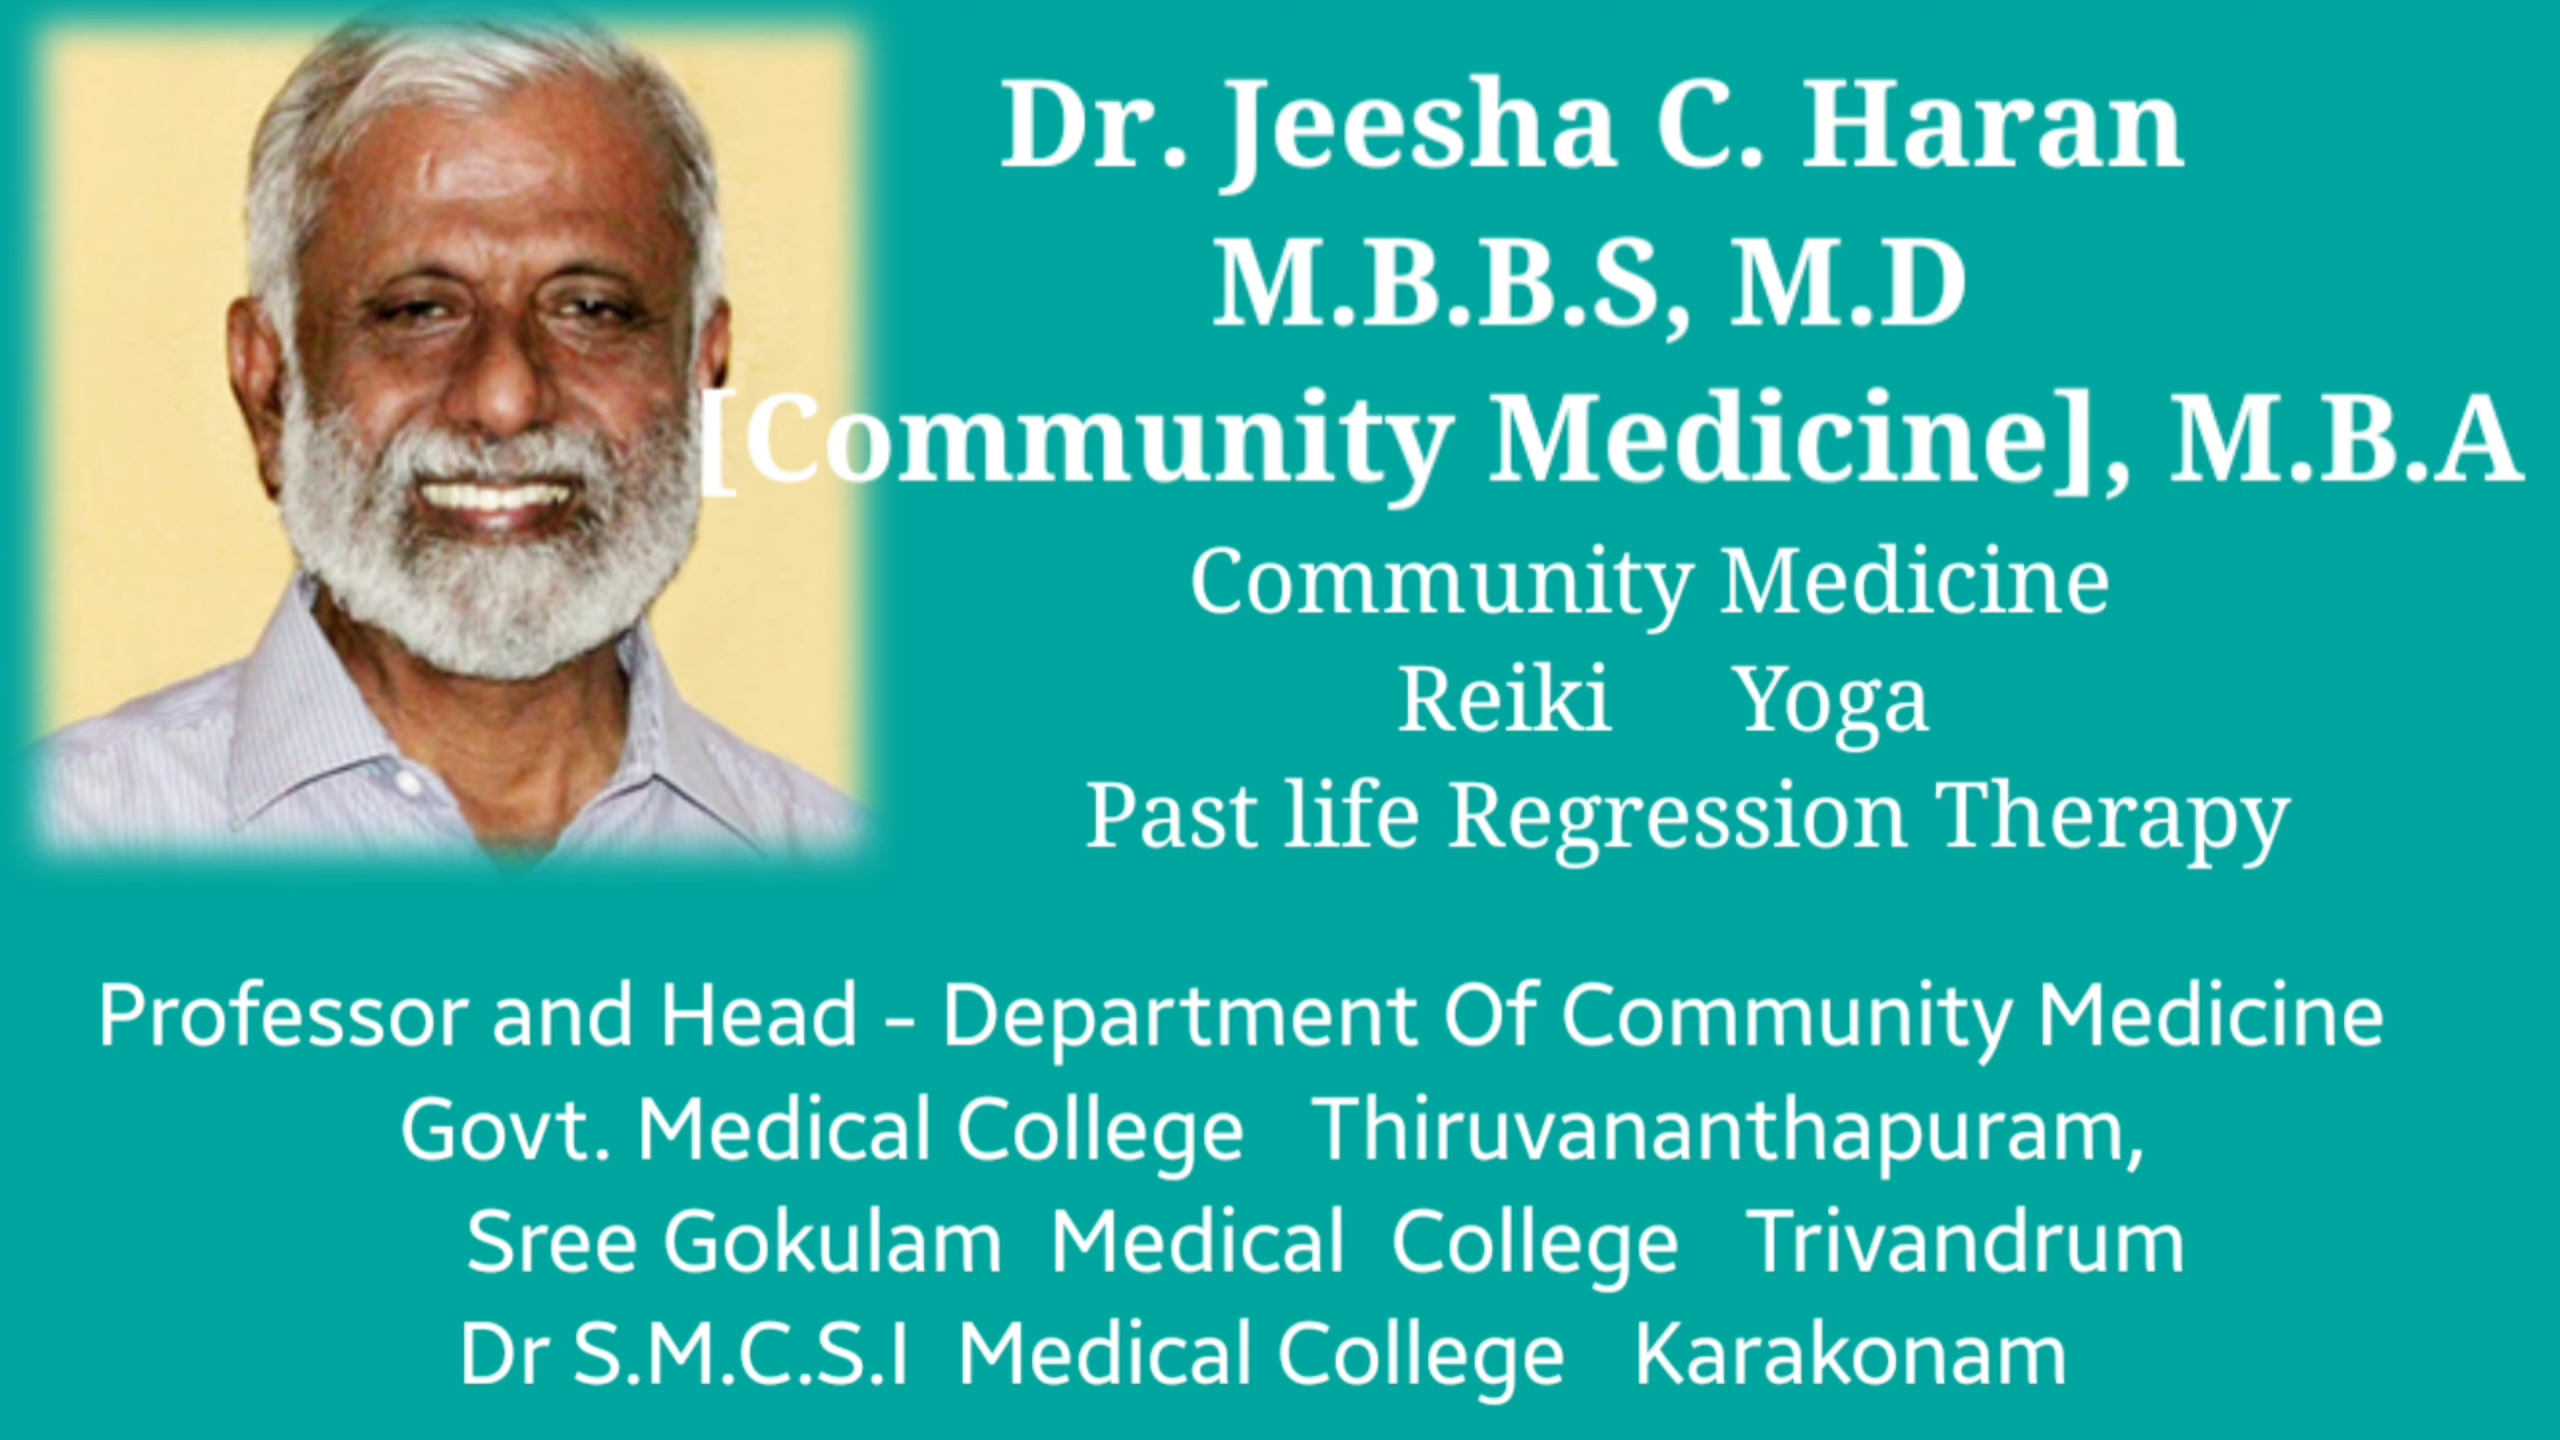 Dr. Jeesha C. Haran
M.B.B.S, M.D
[Community Medicine], M.B.A
Community Medicine
Reiki Yoga
Past life Regression Therapy
Professor and Head - Department Of Community Medicine
Govt. Medical College Thiruvananthapuram,
Sree Gokulam Medical College Trivandrum
Dr S.M.C.S.I Medical College Karakonam